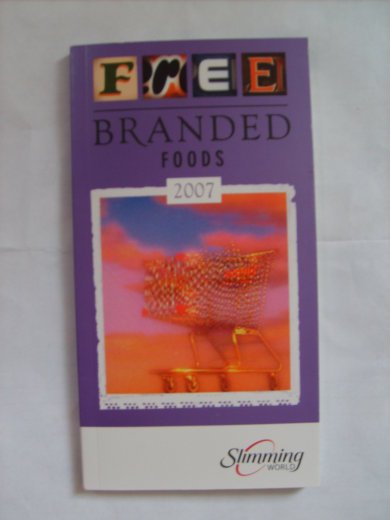 FREE
BRANDED
FOODS
2007
Slimming
WORLD